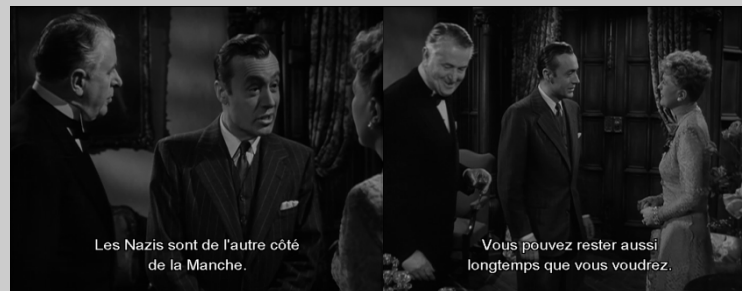 Les Nazis sont de l'autre côté
de la Manche.
Vous pouvez rester aussi
longtemps que vous voudrez.